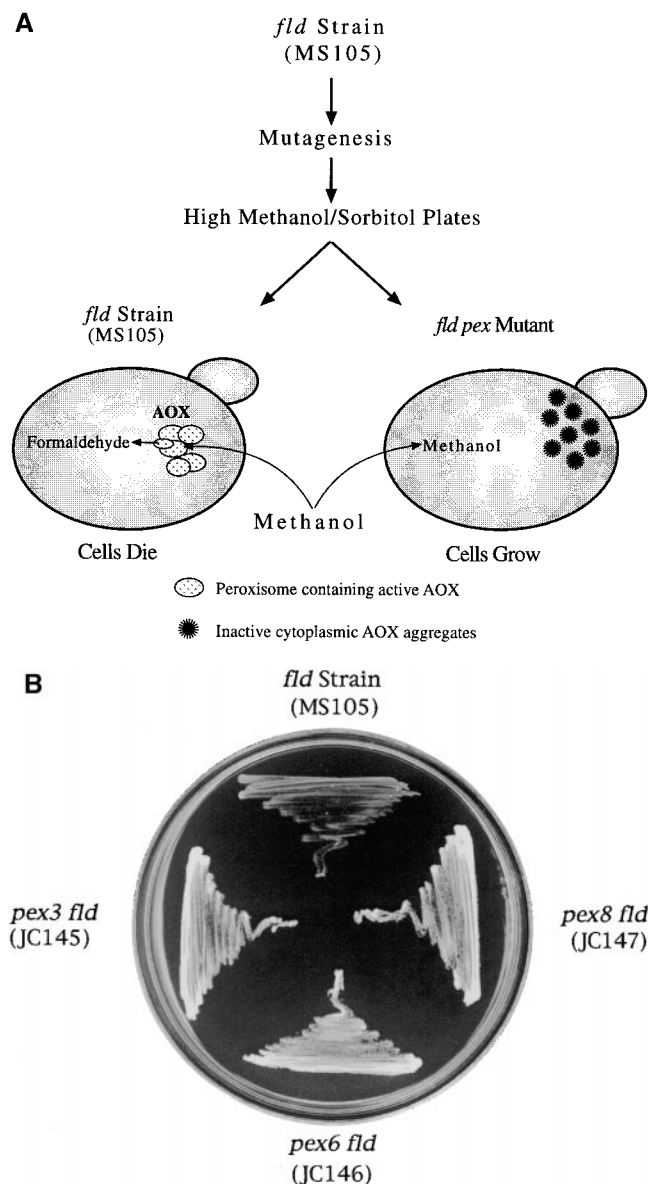 A
fld Strain
(MS105)
Mutagenesis
High Methanol/Sorbitol Plates
fld Strain
(MS105)
fld pex Mutant
AOX
Formaldehyde
Methanol
Methanol
Cells Die
Cells Grow
Peroxisome containing active AOX
Inactive cytoplasmic AOX aggregates
B
fld Strain
(MS105)
pex3 fld
(JC145)
pex8 fld
(JC147)
pex6 fld
(JC146)